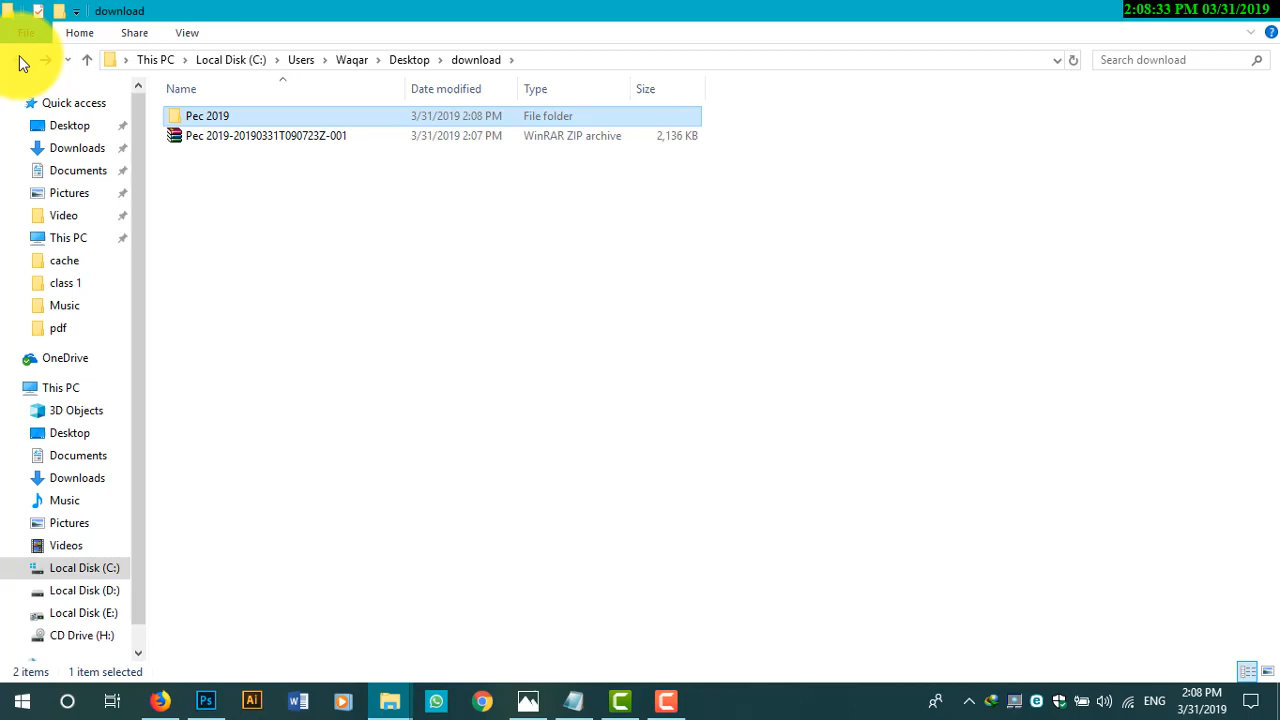 download
2:08:33 PM 03/31/2019
File Home Share View
This PC Local Disk (C:) Users Waqar Desktop download
Search download
Name Date modified Type Size
Pec 2019 3/31/2019 2:08 PM File folder
Pec 2019-20190331T090723Z-001 3/31/2019 2:07 PM WinRAR ZIP archive 2,136 KB
Quick access
Desktop
Downloads
Documents
Pictures
Video
This PC
cache
class 1
Music
pdf
OneDrive
This PC
3D Objects
Desktop
Documents
Downloads
Music
Pictures
Videos
Local Disk (C:)
Local Disk (D:)
Local Disk (E:)
CD Drive (H:)
2 items 1 item selected
Ps Ai W ENG 2:08 PM
3/31/2019